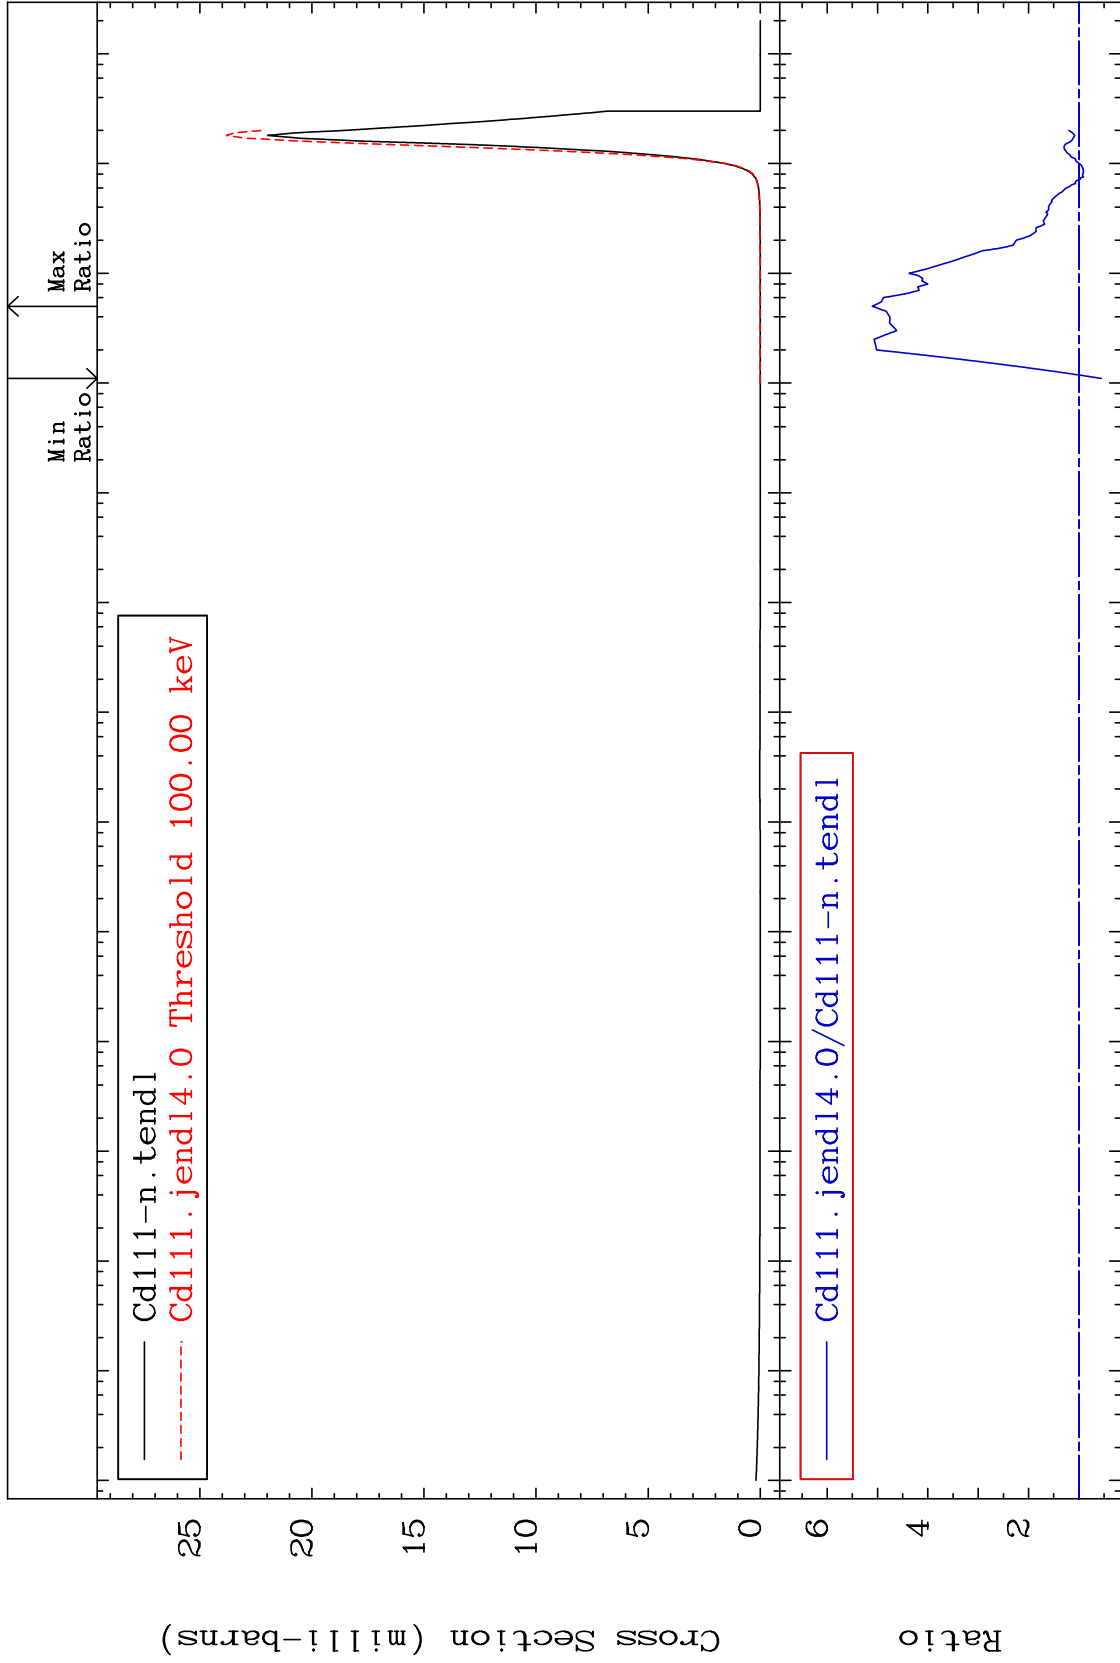 Min
Ratio
Max
Ratio
Cd111-n.tendl
Cd111.jendl4.0 Threshold 100.00 keV
25
20
15
10
5
0
Cross Section (milli-barns)
Cd111.jendl4.0/Cd111-n.tendl
6
4
2
Ratio